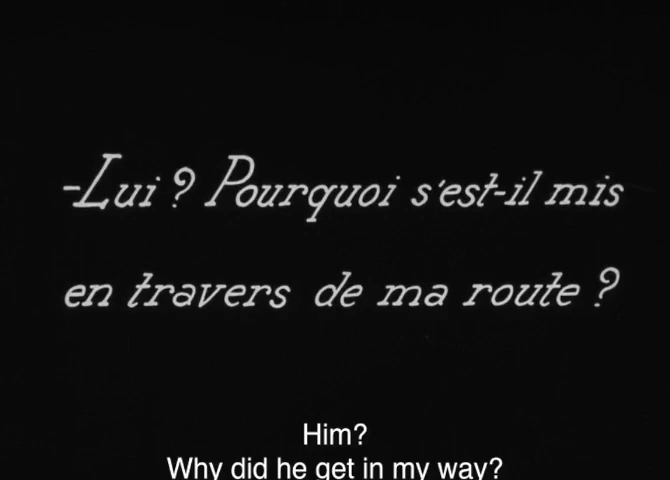 -Lui ? Pourquoi s'est-il mis
en travers de ma route ?
Him?
Why did he get in my way?